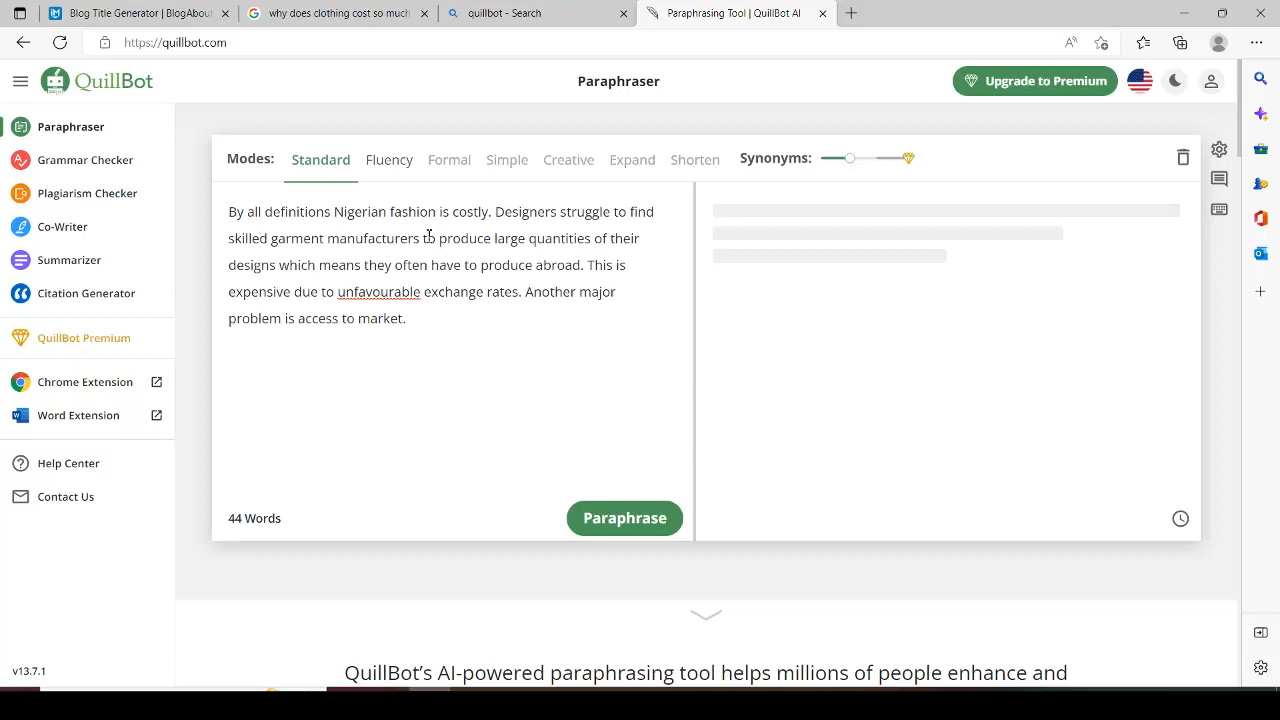 Blog Title Generator | BlogAbout
why does clothing cost so much
quillbot - Search
Paraphrasing Tool | QuillBot AI
https://quillbot.com
QuillBot
Paraphraser
Upgrade to Premium
Paraphraser
Grammar Checker
Plagiarism Checker
Co-Writer
Summarizer
Citation Generator
QuillBot Premium
Chrome Extension
Word Extension
Help Center
Contact Us
v13.7.1
Modes: Standard Fluency Formal Simple Creative Expand Shorten Synonyms:
By all definitions Nigerian fashion is costly. Designers struggle to find
skilled garment manufacturers to produce large quantities of their
designs which means they often have to produce abroad. This is
expensive due to unfavourable exchange rates. Another major
problem is access to market.
44 Words
Paraphrase
QuillBot's AI-powered paraphrasing tool helps millions of people enhance and